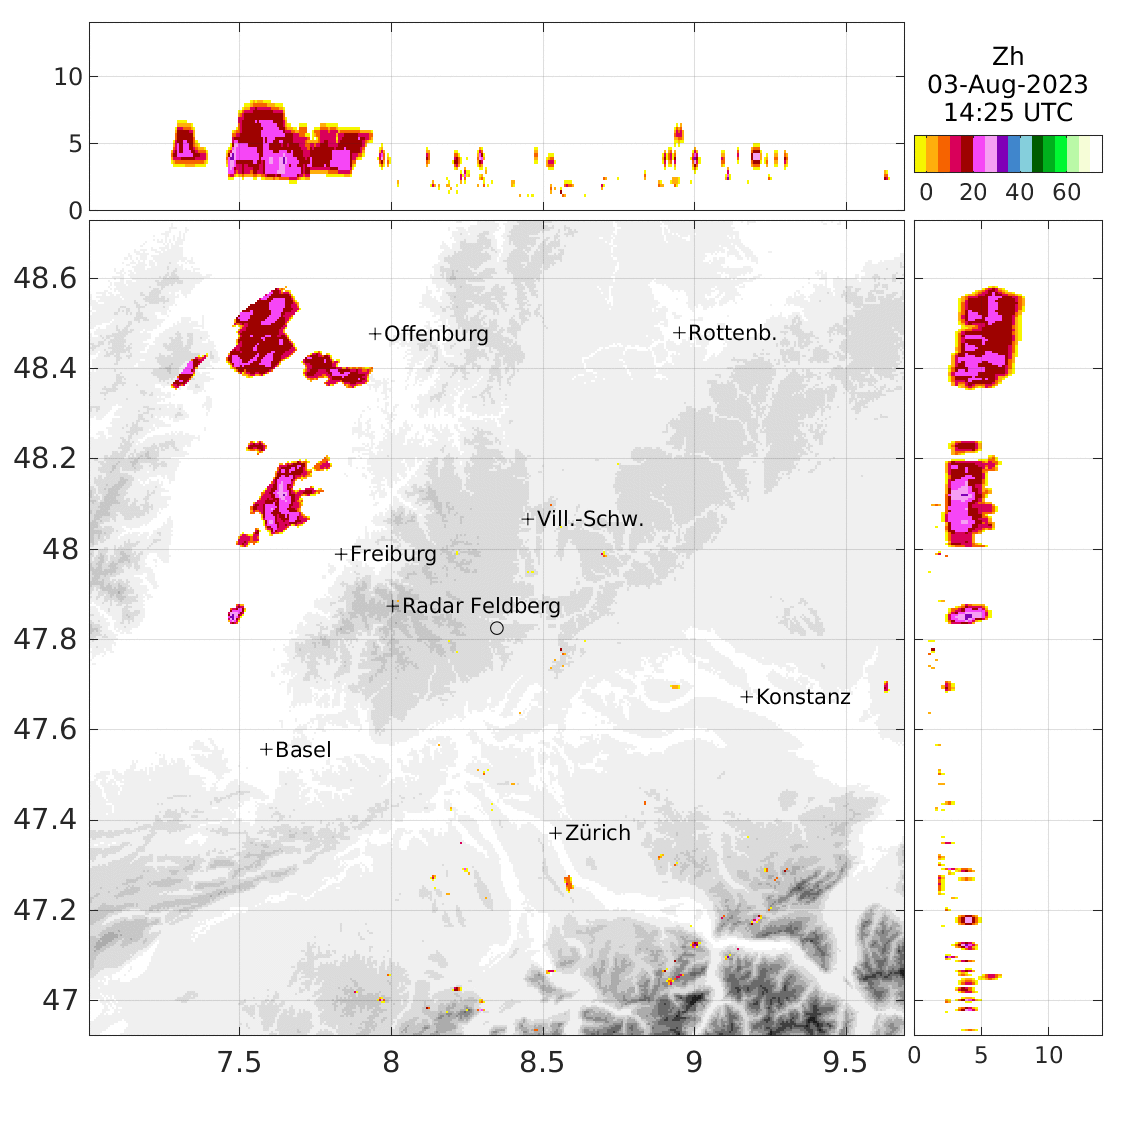 10
5
0
Zh
03-Aug-2023
14:25 UTC
0 20 40 60
48.6
48.4
48.2
48
47.8
47.6
47.4
47.2
47
+Offenburg
+Rottenb.
+Vill.-Schw.
+Freiburg
+Radar Feldberg
+Konstanz
+Basel
+Zürich
7.5 8 8.5 9 9.5
0 5 10